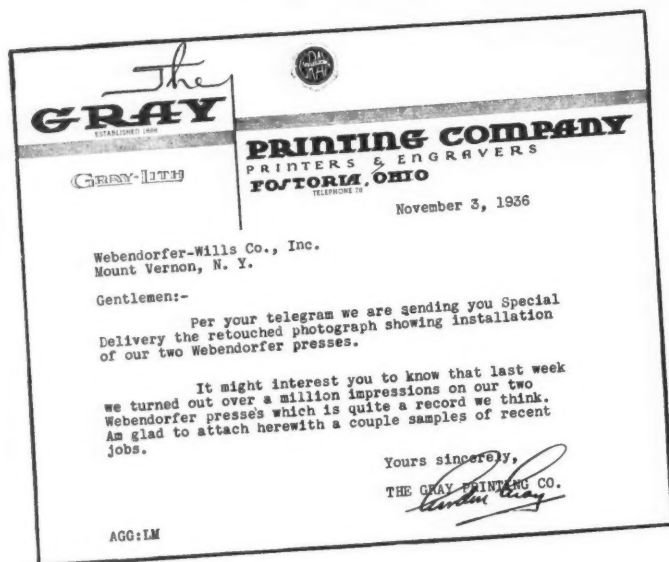 The
GRAY
ESTABLISHED 1888
GRAY-LITH
PRINTING COMPANY
PRINTERS & ENGRAVERS
FOSTORIA, OHIO
TELEPHONE 78
November 3, 1936
Webendorfer-Wills Co., Inc.
Mount Vernon, N. Y.
Gentlemen:-
Per your telegram we are sending you Special
Delivery the retouched photograph showing installation
of our two Webendorfer presses.
It might interest you to know that last week
we turned out over a million impressions on our two
Webendorfer presses which is quite a record we think.
Am glad to attach herewith a couple samples of recent
jobs.
Yours sincerely,
THE GRAY PRINTING CO.
AGG:LM